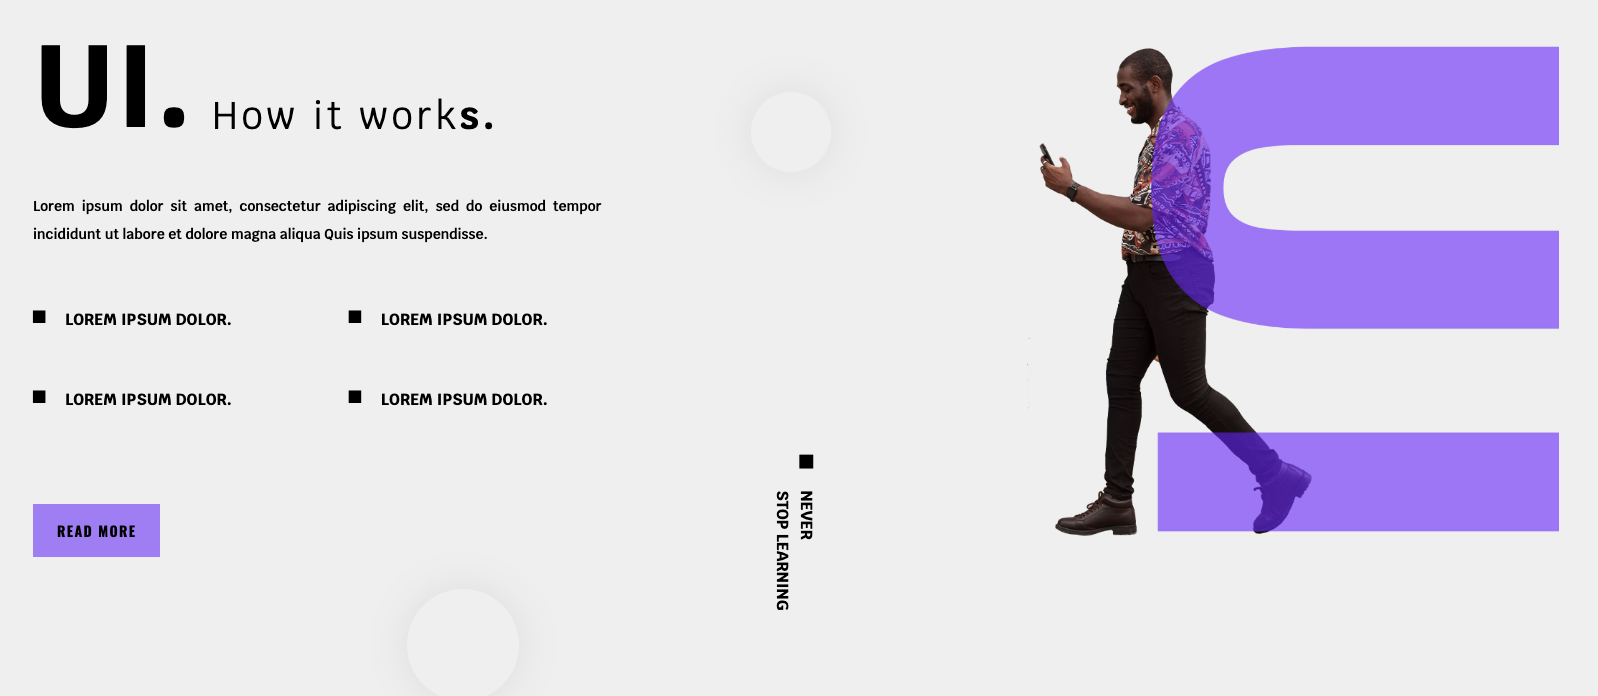 UI. How it works.
Lorem ipsum dolor sit amet, consectetur adipiscing elit, sed do eiusmod tempor
incididunt ut labore et dolore magna aliqua Quis ipsum suspendisse.
LOREM IPSUM DOLOR.
LOREM IPSUM DOLOR.
LOREM IPSUM DOLOR.
LOREM IPSUM DOLOR.
READ MORE
NEVER
STOP LEARNING
UI